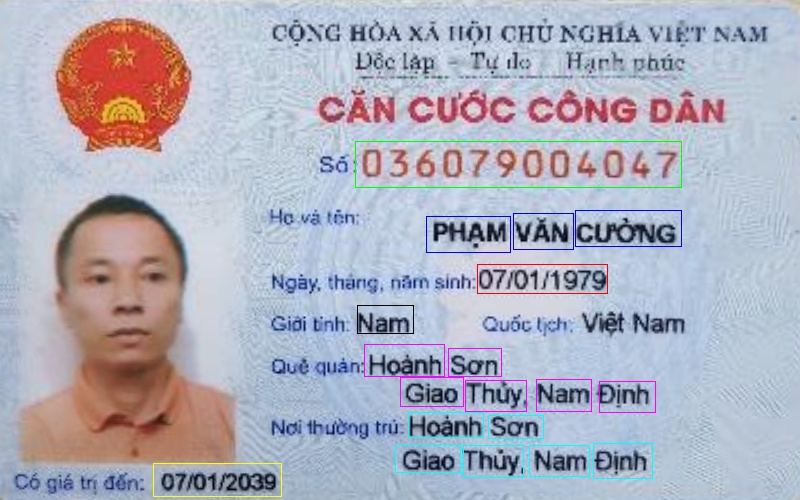 CỘNG HÒA XÃ HỘI CHỦ NGHĨA VIỆT NAM
Độc lập - Tự do - Hạnh phúc
CĂN CƯỚC CÔNG DÂN
Số: 036079004047
Họ và tên: PHẠM VĂN CƯỜNG
Ngày, tháng, năm sinh: 07/01/1979
Giới tính: Nam Quốc tịch: Việt Nam
Quê quán: Hoành Sơn
Giao Thủy, Nam Định
Nơi thường trú: Hoành Sơn
Giao Thủy, Nam Định
Có giá trị đến: 07/01/2039